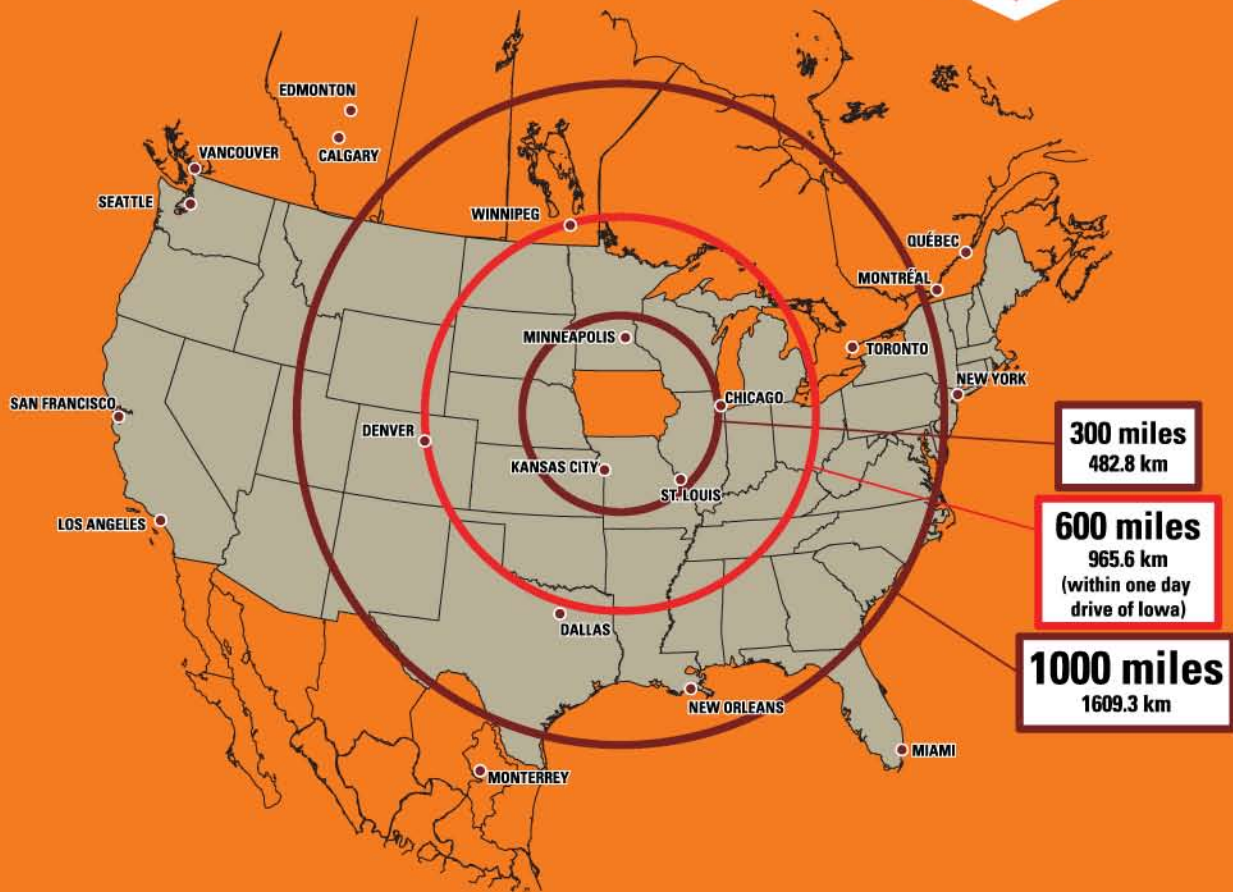 EDMONTON
CALGARY
VANCOUVER
SEATTLE
WINNIPEG
QUÉBEC
MONTRÉAL
MINNEAPOLIS
TORONTO
NEW YORK
CHICAGO
SAN FRANCISCO
DENVER
KANSAS CITY
ST. LOUIS
LOS ANGELES
DALLAS
NEW ORLEANS
MIAMI
MONTERREY
300 miles
482.8 km
600 miles
965.6 km
(within one day
drive of Iowa)
1000 miles
1609.3 km